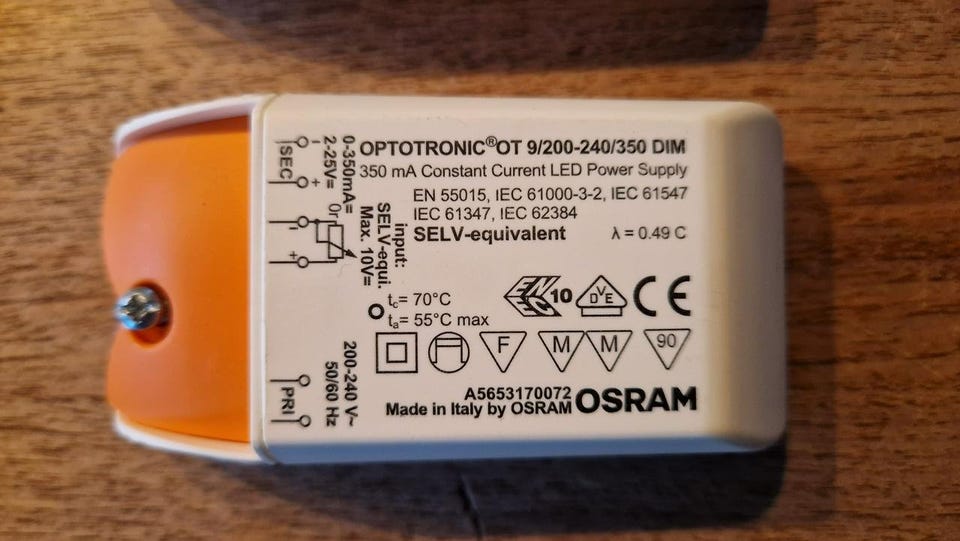 OPTOTRONIC® OT 9/200-240/350 DIM
350 mA Constant Current LED Power Supply
EN 55015, IEC 61000-3-2, IEC 61547
IEC 61347, IEC 62384
SELV-equivalent λ = 0.49 C
tc= 70°C
ta= 55°C max
10 DVE CE
F M M 90
A5653170072
Made in Italy by OSRAM OSRAM
0-350mA=
2-25V=
SEC - +
Or
input:
SELV-equi.
Max. 10V=
- +
200-240 V~
50/60 Hz
PRI